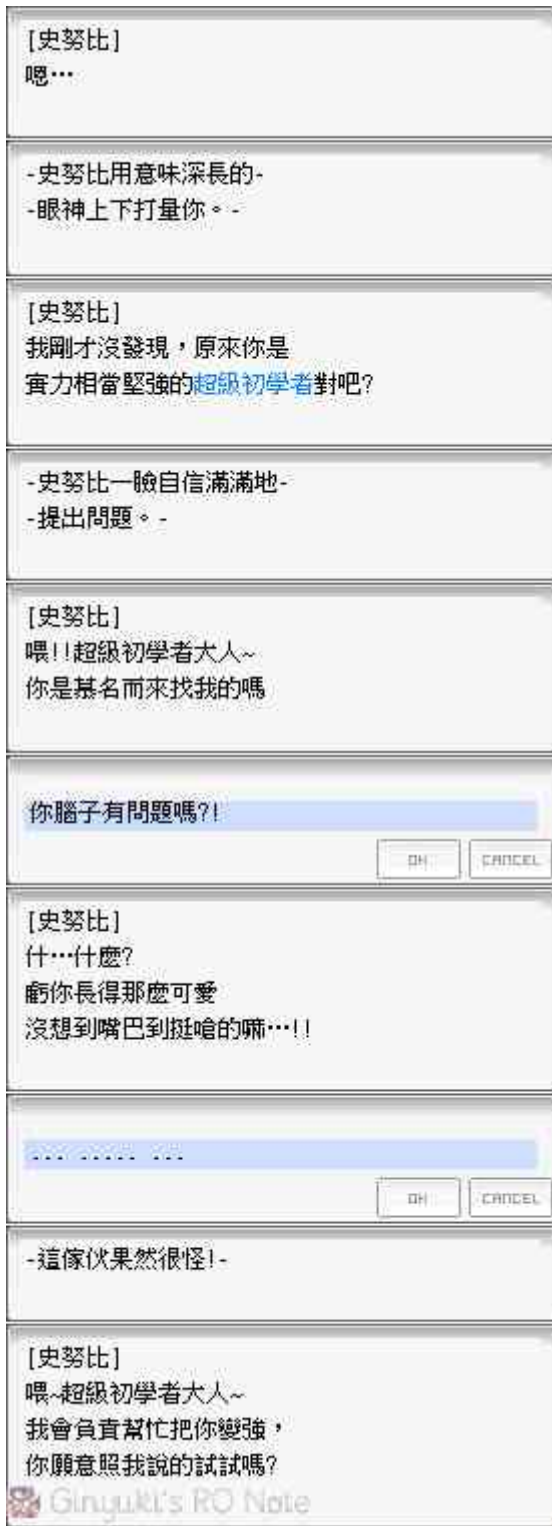 [史努比]
嗯…
-史努比用意味深長的-
-眼神上下打量你。-
[史努比]
我剛才沒發現，原來你是
實力相當堅強的超級初學者對吧?
-史努比一臉自信滿滿地-
-提出問題。-
[史努比]
喂!!超級初學者大人~
你是慕名而來找我的嗎
你腦子有問題嗎?!
OK
CANCEL
[史努比]
什…什麼?
虧你長得那麼可愛
沒想到嘴巴到挺嗆的嘛…!!
... ..... ...
OK
CANCEL
-這傢伙果然很怪!-
[史努比]
喂~超級初學者大人~
我會負責幫忙把你變強，
你願意照我說的試試嗎?
Ginyuki's RO Note